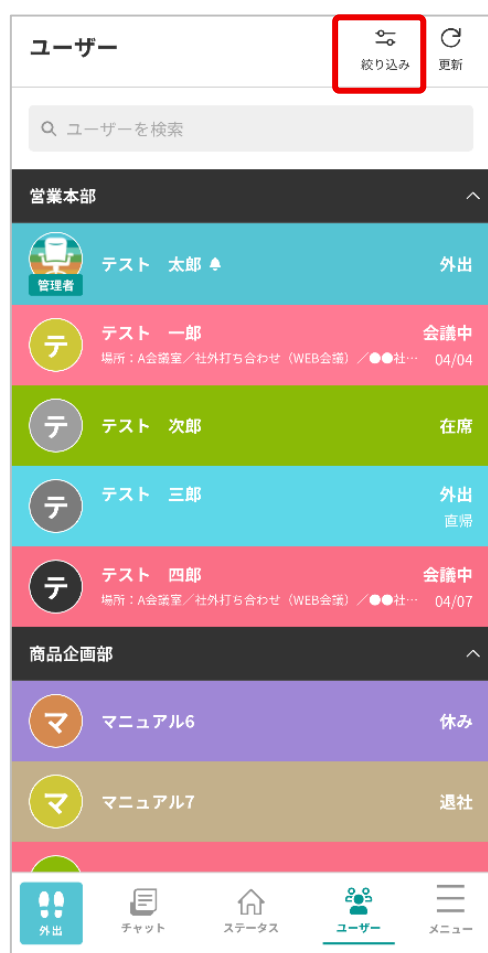 ユーザー
絞り込み
更新
ユーザーを検索
営業本部
テスト　太郎
外出
管理者
テ
テスト　一郎
会議中
場所：A会議室／社外打ち合わせ（WEB会議）／●●社…
04/04
テ
テスト　次郎
在席
テ
テスト　三郎
外出
直帰
テ
テスト　四郎
会議中
場所：A会議室／社外打ち合わせ（WEB会議）／●●社…
04/07
商品企画部
マ
マニュアル6
休み
マ
マニュアル7
退社
外出
チャット
ステータス
ユーザー
メニュー